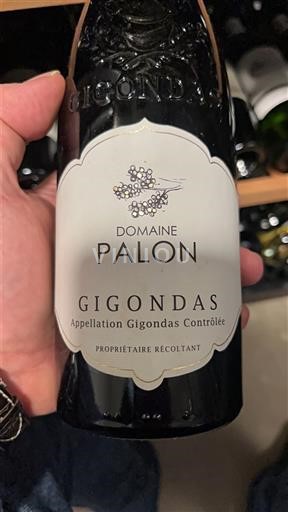 GIGONDAS
DOMAINE
PALON
GIGONDAS
Appellation Gigondas Contrôlée
PROPRIÉTAIRE RÉCOLTANT